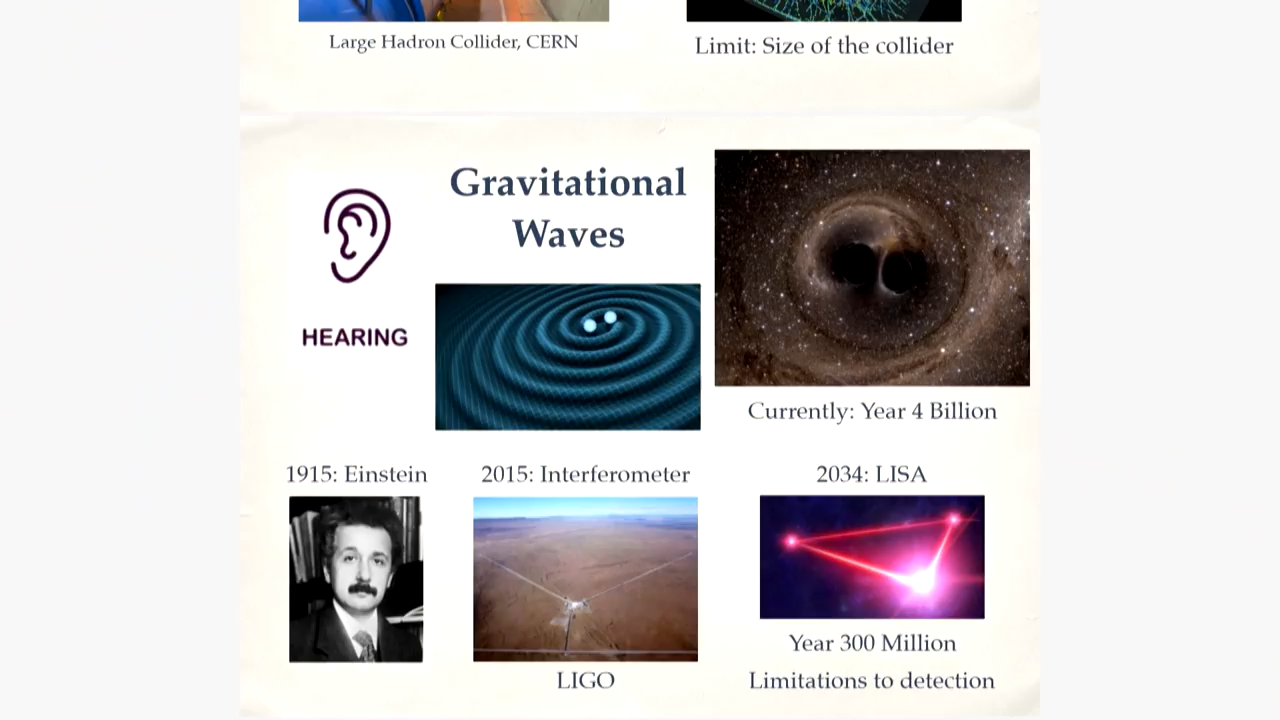 Large Hadron Collider, CERN
Limit: Size of the collider
Gravitational
Waves
HEARING
Currently: Year 4 Billion
1915: Einstein
2015: Interferometer
2034: LISA
LIGO
Year 300 Million
Limitations to detection